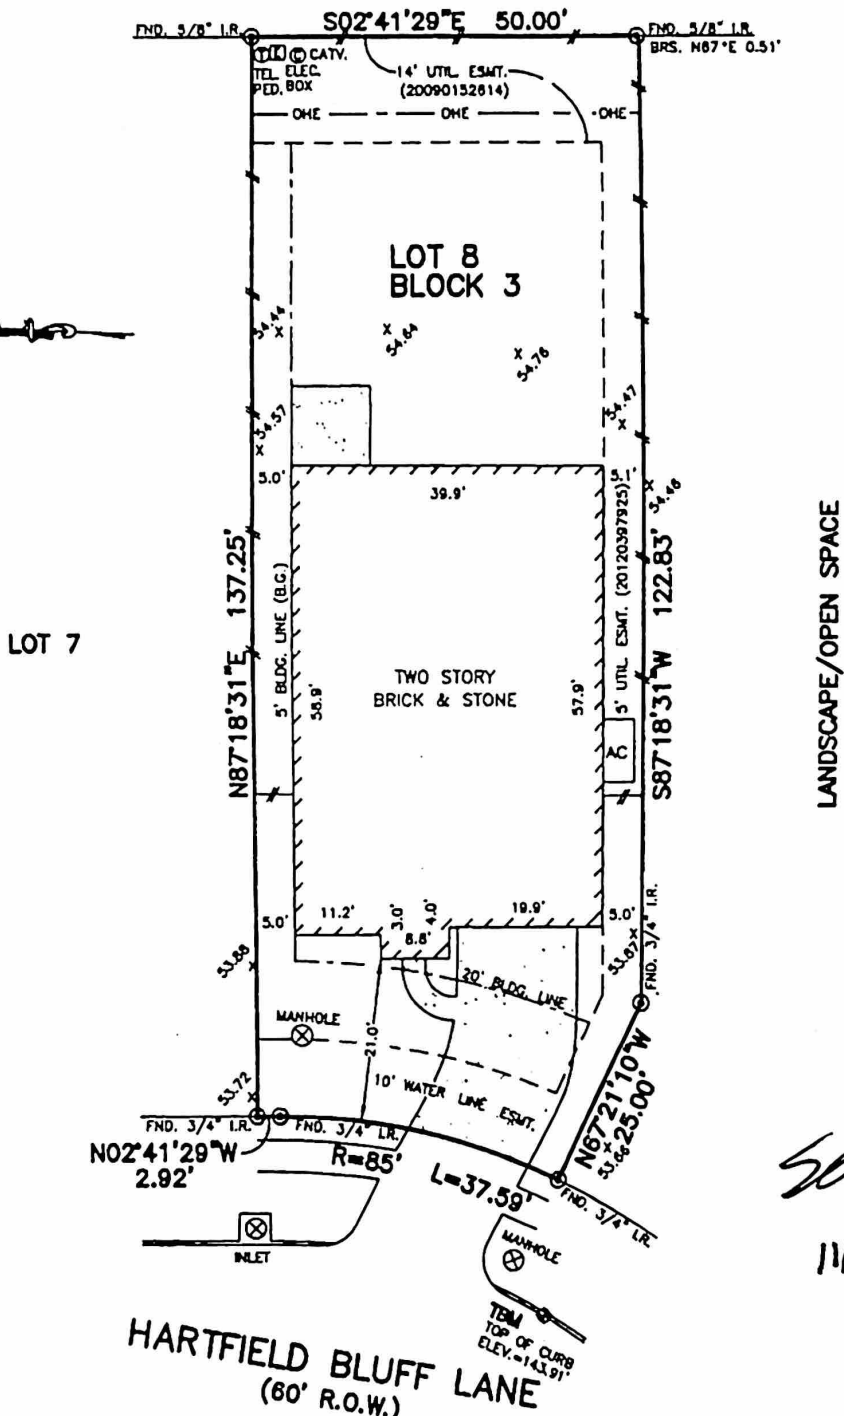 S02°41'29"E 50.00'
FND. 5/8" I.R.
FND. 5/8" I.R.
BRS. N87°E 0.51'
T E C CATV.
TEL. ELEC.
PED. BOX
14' UTIL. ESMT.
(20090152614)
OHE OHE OHE
LOT 8
BLOCK 3
54.44
54.64
54.76
54.57
54.47
54.46
5.0'
39.9'
5.1'
LOT 7
N87°18'31"E 137.25'
5' BLDG. LINE (B.G.)
58.9'
TWO STORY
BRICK & STONE
57.9'
5' UTIL. ESMT. (20120397925)
AC
S87°18'31"W 122.83'
LANDSCAPE/OPEN SPACE
5.0'
11.2'
3.0'
6.6'
4.0'
19.9'
5.0'
53.87
FND. 3/4" I.R.
53.88
20' BLDG. LINE
MANHOLE
21.0'
10' WATER LINE ESMT.
53.72
FND. 3/4" I.R.
FND. 3/4" I.R.
N02°41'29"W
2.92'
R=85'
L=37.59'
N67°21'10"W
25.00'
53.66
FND. 3/4" I.R.
INLET
MANHOLE
TBM
TOP OF CURB
ELEV.=143.91'
HARTFIELD BLUFF LANE
(60' R.O.W.)